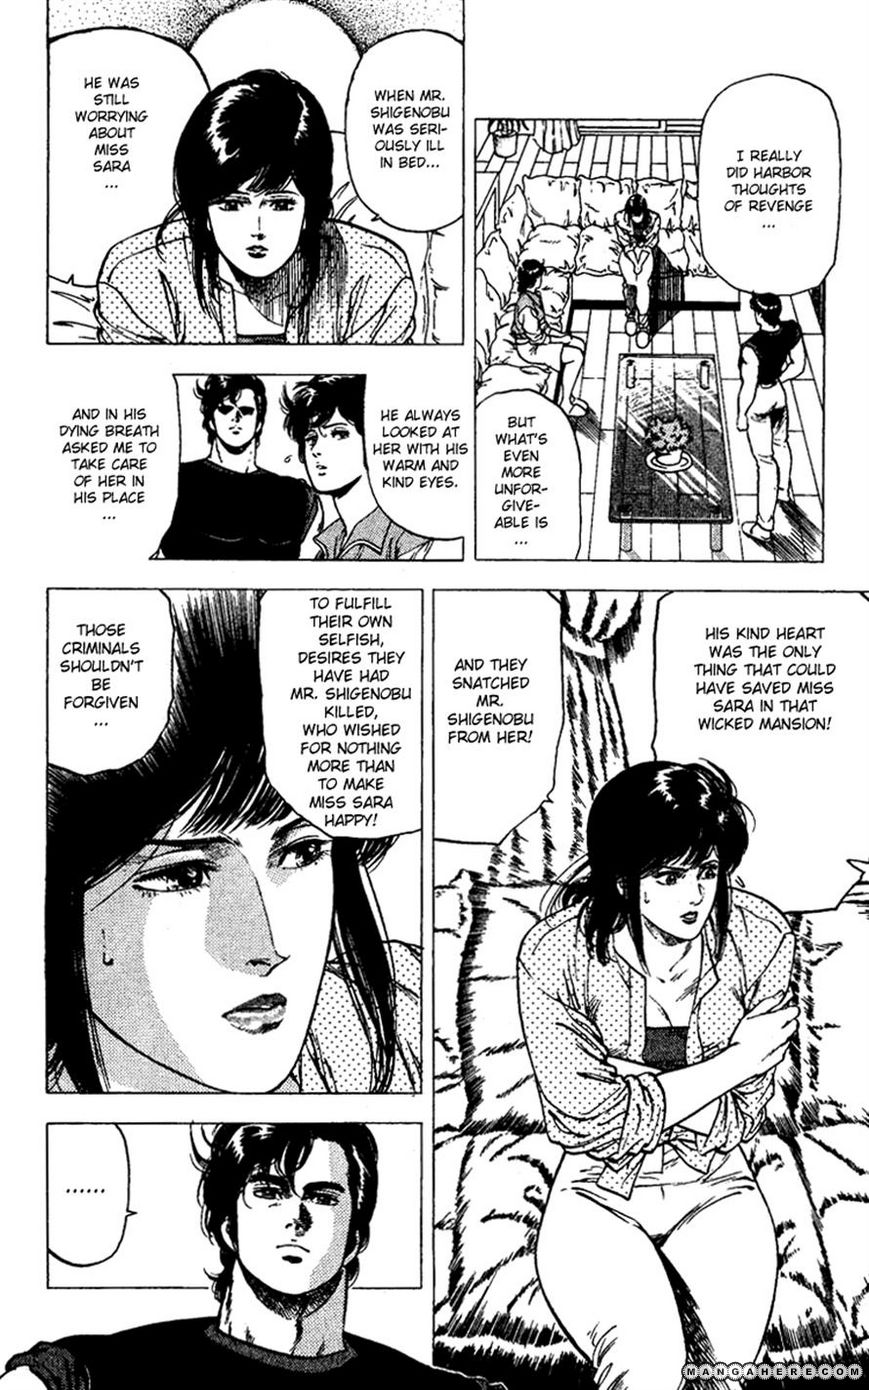 I REALLY
DID HARBOR
THOUGHTS
OF REVENGE
...
BUT
WHAT'S
EVEN
MORE
UNFOR-
GIVE-
ABLE IS
...
WHEN MR.
SHIGENOBU
WAS SERI-
OUSLY ILL
IN BED...
HE WAS
STILL
WORRYING
ABOUT
MISS
SARA
...
HE ALWAYS
LOOKED AT
HER WITH HIS
WARM AND
KIND EYES.
AND IN HIS
DYING BREATH
ASKED ME TO
TAKE CARE
OF HER IN
HIS PLACE
...
HIS KIND HEART
WAS THE ONLY
THING THAT COULD
HAVE SAVED MISS
SARA IN THAT
WICKED MANSION!
AND THEY
SNATCHED
MR.
SHIGENOBU
FROM HER!
TO FULFILL
THEIR OWN
SELFISH,
DESIRES THEY
HAVE HAD
MR. SHIGENOBU
KILLED,
WHO WISHED
FOR NOTHING
MORE THAN
TO MAKE
MISS SARA
HAPPY!
THOSE
CRIMINALS
SHOULDN'T
BE
FORGIVEN
...
......
MANGAHERE.COM